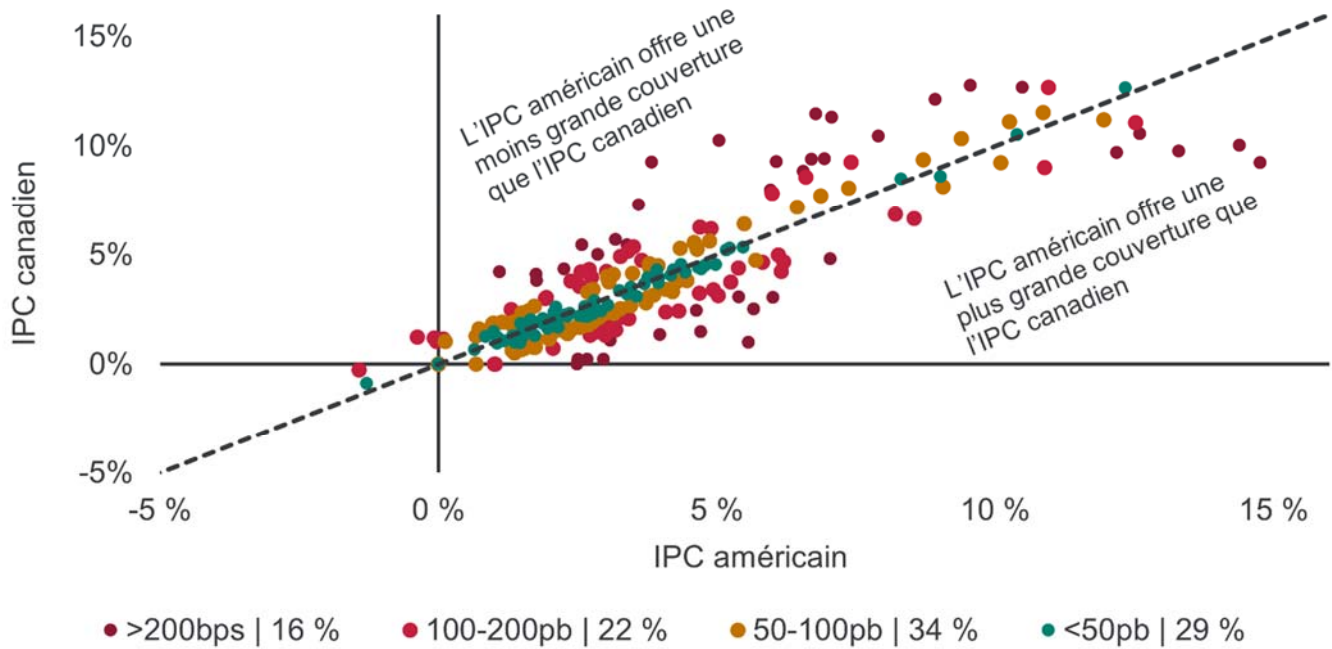 15%
L'IPC américain offre une
moins grande couverture
que l'IPC canadien
10%
IPC canadien
L'IPC américain offre une
plus grande couverture que
l'IPC canadien
5%
0%
-5%
-5 %
0 %
5 %
10 %
15 %
IPC américain
>200bps | 16 %
100-200pb | 22 %
50-100pb | 34 %
<50pb | 29 %